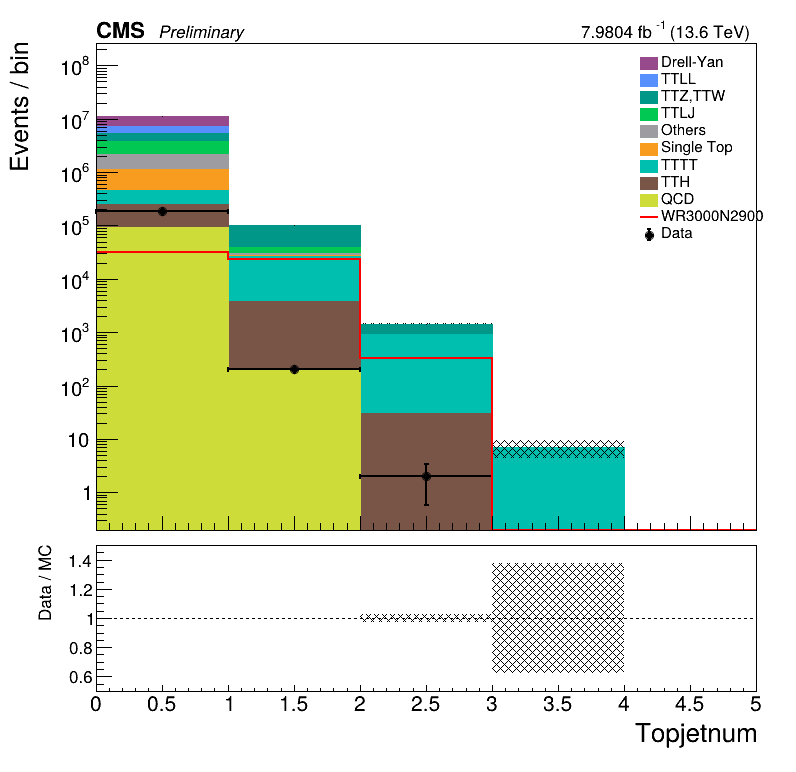 CMS Preliminary 7.9804 fb⁻¹ (13.6 TeV)
Events / bin
10⁸
10⁷
10⁶
10⁵
10⁴
10³
10²
10
1
Drell-Yan
TTLL
TTZ,TTW
TTLJ
Others
Single Top
TTTT
TTH
QCD
WR3000N2900
Data
Data / MC
1.4
1.2
1
0.8
0.6
0 0.5 1 1.5 2 2.5 3 3.5 4 4.5 5
Topjetnum